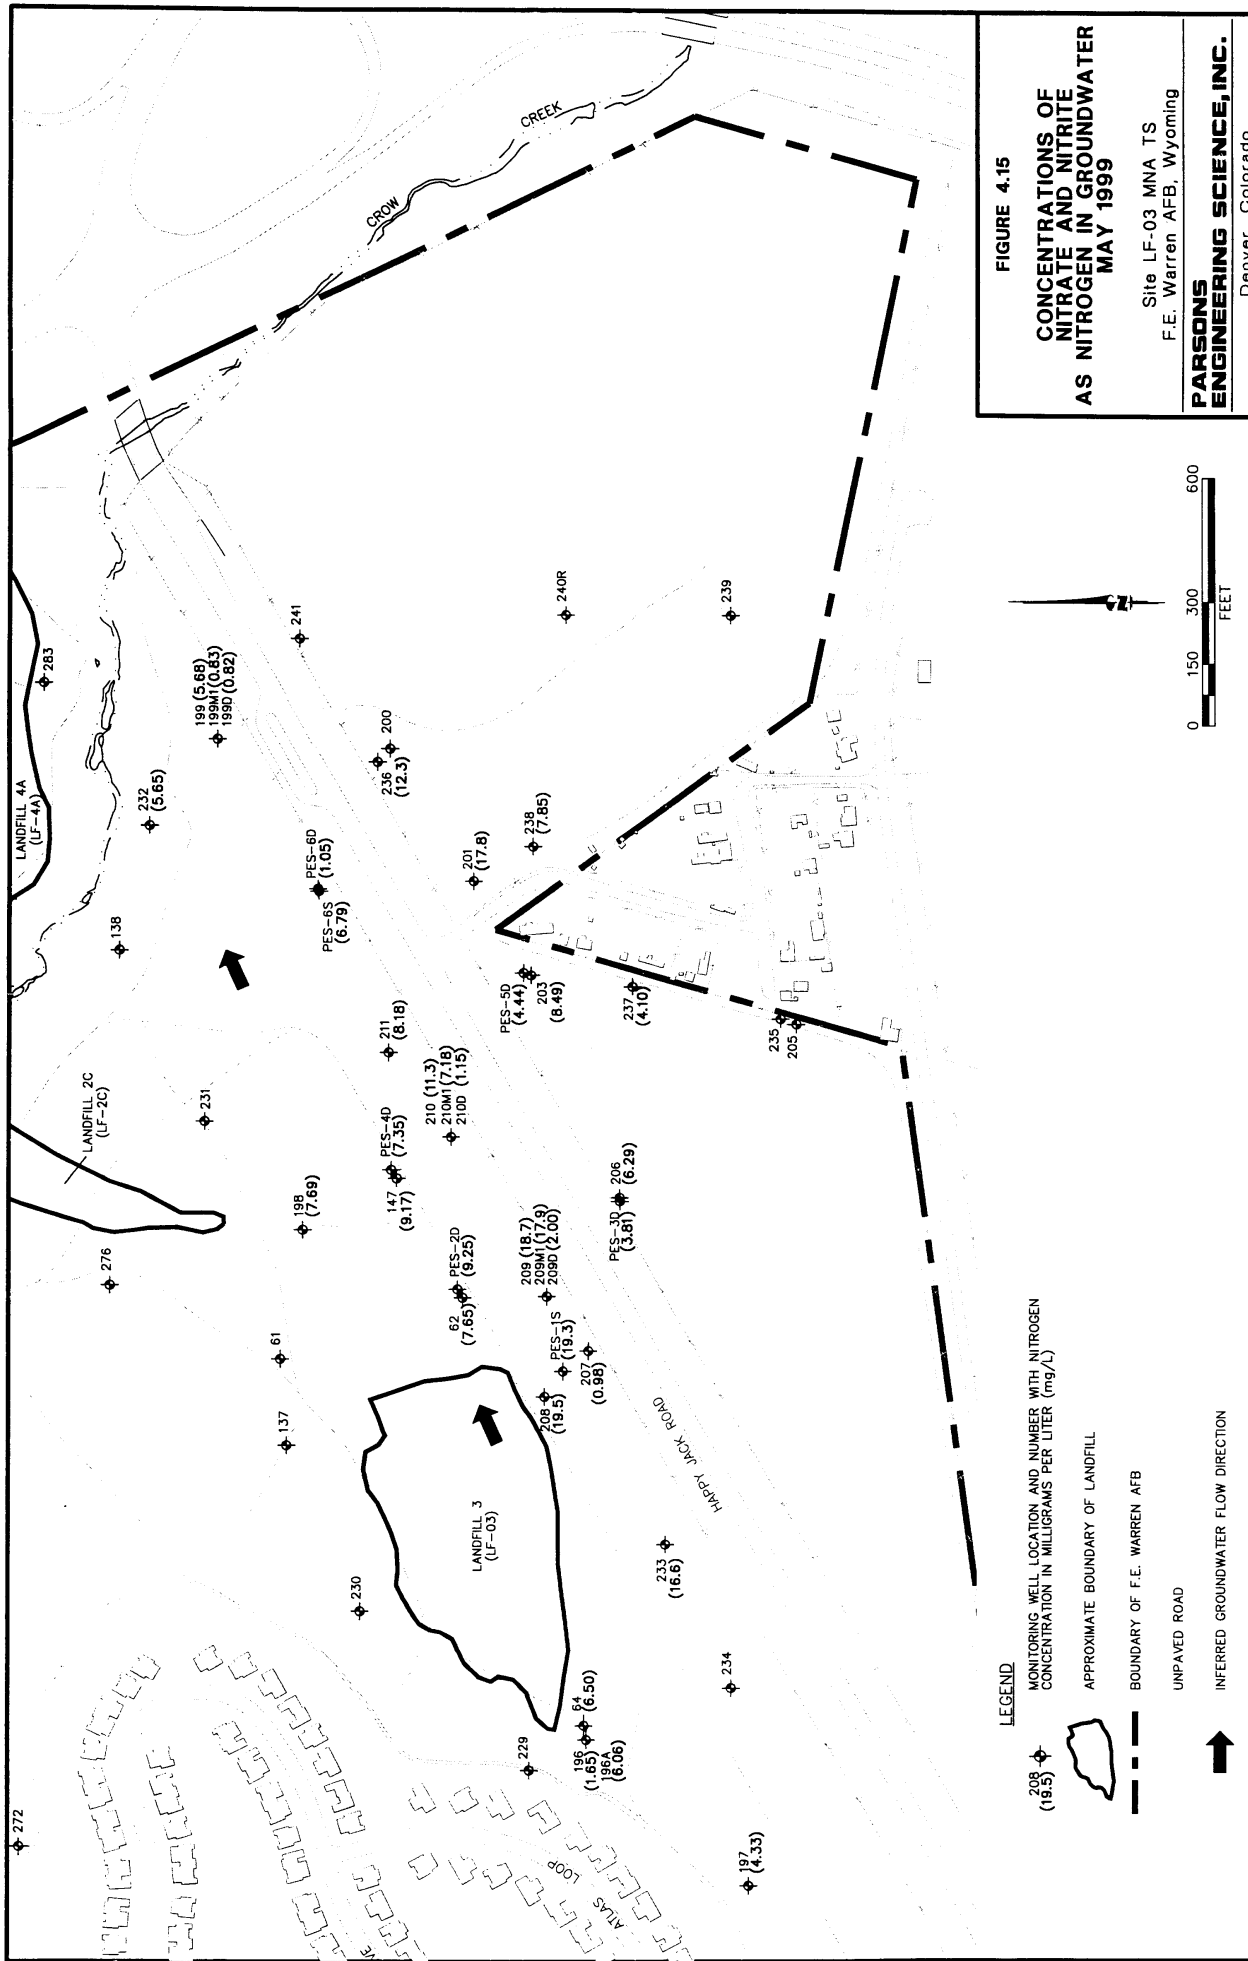 272
229
196
(1.65)
196A
(6.06)
64
(6.50)
197
(4.33)
234
230
233
(16.6)
LANDFILL 3
(LF-03)
137
61
276
LANDFILL 2C
(LF-2C)
198
(7.69)
231
208
(19.5)
PES-1S
(19.3)
207
(0.98)
62
(7.65)
PES-2D
(9.25)
209 (18.7)
209M1 (17.9)
209D (2.00)
147
(9.17)
PES-4D
(7.35)
210 (11.3)
210M1 (7.18)
210D (1.15)
211
(8.18)
PES-3D
(3.81)
206
(6.29)
PES-5D
(4.44)
203
(8.49)
237
(4.10)
235
205
138
PES-6S
(6.79)
PES-6D
(1.05)
232
(5.65)
LANDFILL 4A
(LF-4A)
283
199 (5.68)
199M1 (0.83)
199D (0.82)
241
236
(12.3)
200
201
(17.8)
238
(7.85)
240R
239
CROW CREEK
HAPPY JACK ROAD
ATLAS
LOOP
VE
LEGEND
208
(19.5)
MONITORING WELL LOCATION AND NUMBER WITH NITROGEN
CONCENTRATION IN MILLIGRAMS PER LITER (mg/L)
APPROXIMATE BOUNDARY OF LANDFILL
BOUNDARY OF F.E. WARREN AFB
UNPAVED ROAD
INFERRED GROUNDWATER FLOW DIRECTION
N
0 150 300 600
FEET
FIGURE 4.15
CONCENTRATIONS OF
NITRATE AND NITRITE
AS NITROGEN IN GROUNDWATER
MAY 1999
Site LF-03 MNA TS
F.E. Warren AFB, Wyoming
PARSONS
ENGINEERING SCIENCE, INC.
Denver, Colorado